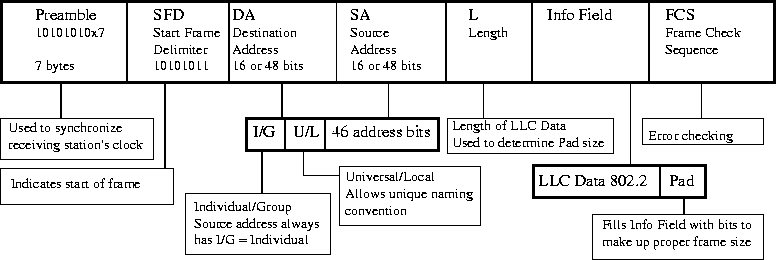 Preamble
10101010x7
7 bytes
SFD
Start Frame
Delimiter
10101011
DA
Destination
Address
16 or 48 bits
SA
Source
Address
16 or 48 bits
L
Length
Info Field
FCS
Frame Check
Sequence
Used to synchronize
receiving station's clock
Indicates start of frame
I/G
U/L
46 address bits
Individual/Group
Source address always
has I/G = Individual
Universal/Local
Allows unique naming
convention
Length of LLC Data
Used to determine Pad size
Error checking
LLC Data 802.2
Pad
Fills Info Field with bits to
make up proper frame size